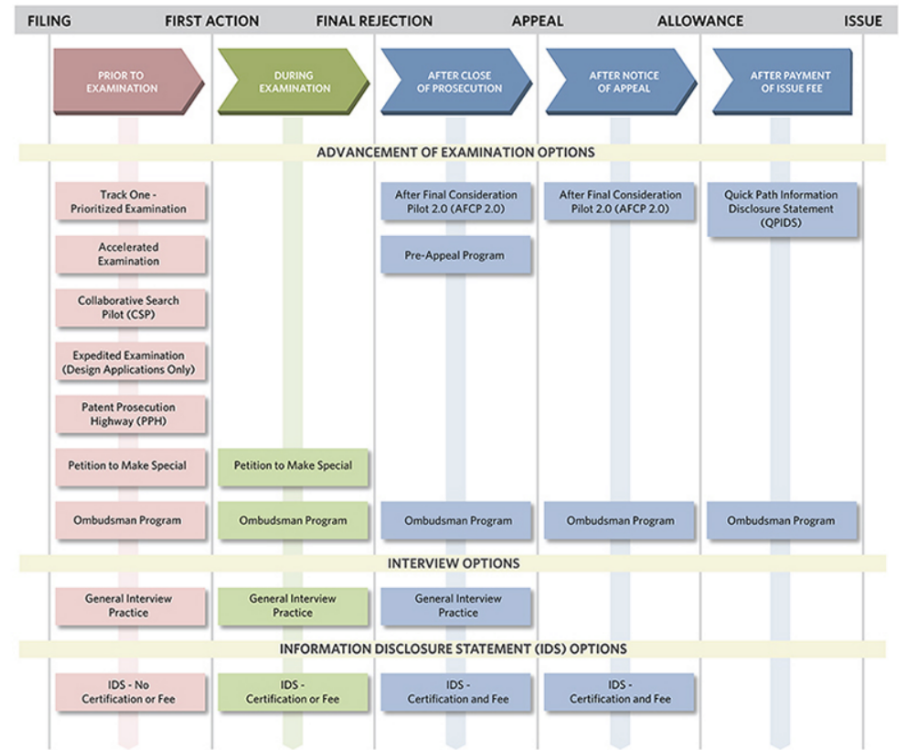 FILING FIRST ACTION FINAL REJECTION APPEAL ALLOWANCE ISSUE
PRIOR TO
EXAMINATION
DURING
EXAMINATION
AFTER CLOSE
OF PROSECUTION
AFTER NOTICE
OF APPEAL
AFTER PAYMENT
OF ISSUE FEE
ADVANCEMENT OF EXAMINATION OPTIONS
Track One -
Prioritized Examination
After Final Consideration
Pilot 2.0 (AFCP 2.0)
After Final Consideration
Pilot 2.0 (AFCP 2.0)
Quick Path Information
Disclosure Statement
(QPIDS)
Accelerated
Examination
Pre-Appeal Program
Collaborative Search
Pilot (CSP)
Expedited Examination
(Design Applications Only)
Patent Prosecution
Highway (PPH)
Petition to Make Special
Petition to Make Special
Ombudsman Program
Ombudsman Program
Ombudsman Program
Ombudsman Program
Ombudsman Program
INTERVIEW OPTIONS
General Interview
Practice
General Interview
Practice
General Interview
Practice
INFORMATION DISCLOSURE STATEMENT (IDS) OPTIONS
IDS - No
Certification or Fee
IDS -
Certification or Fee
IDS -
Certification and Fee
IDS -
Certification and Fee